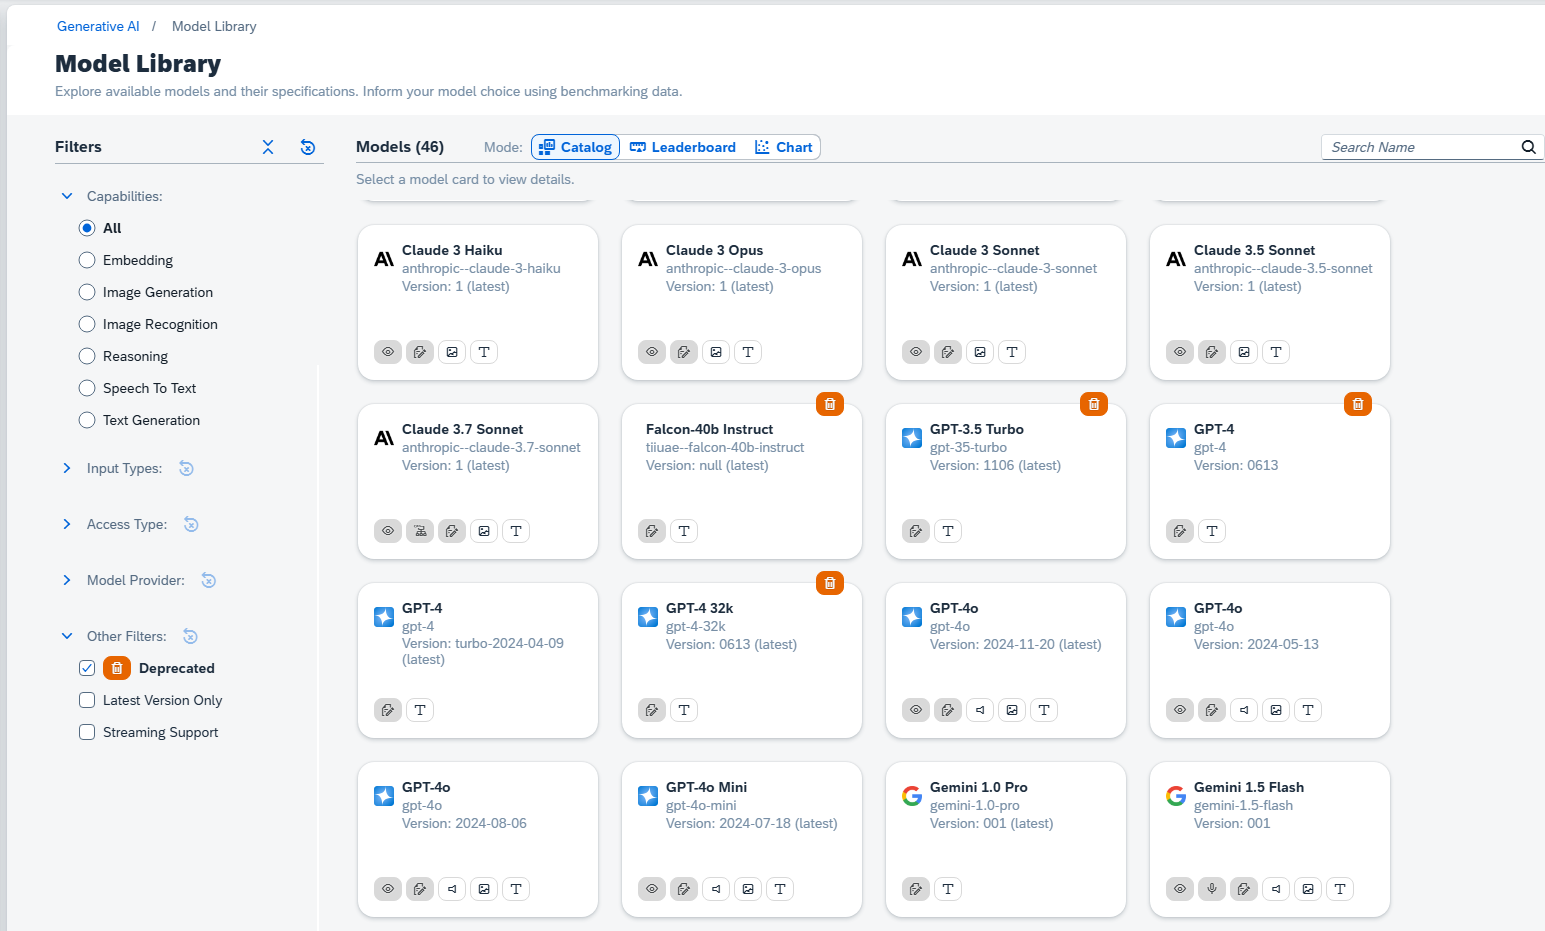 Generative AI / Model Library
Model Library
Explore available models and their specifications. Inform your model choice using benchmarking data.
Filters
Capabilities:
All
Embedding
Image Generation
Image Recognition
Reasoning
Speech To Text
Text Generation
Input Types:
Access Type:
Model Provider:
Other Filters:
Deprecated
Latest Version Only
Streaming Support
Models (46) Mode: Catalog Leaderboard Chart Search Name
Select a model card to view details.
Claude 3 Haiku
anthropic--claude-3-haiku
Version: 1 (latest)
Claude 3 Opus
anthropic--claude-3-opus
Version: 1 (latest)
Claude 3 Sonnet
anthropic--claude-3-sonnet
Version: 1 (latest)
Claude 3.5 Sonnet
anthropic--claude-3.5-sonnet
Version: 1 (latest)
Claude 3.7 Sonnet
anthropic--claude-3.7-sonnet
Version: 1 (latest)
Falcon-40b Instruct
tiiuae--falcon-40b-instruct
Version: null (latest)
GPT-3.5 Turbo
gpt-35-turbo
Version: 1106 (latest)
GPT-4
gpt-4
Version: 0613
GPT-4
gpt-4
Version: turbo-2024-04-09
(latest)
GPT-4 32k
gpt-4-32k
Version: 0613 (latest)
GPT-4o
gpt-4o
Version: 2024-11-20 (latest)
GPT-4o
gpt-4o
Version: 2024-05-13
GPT-4o
gpt-4o
Version: 2024-08-06
GPT-4o Mini
gpt-4o-mini
Version: 2024-07-18 (latest)
Gemini 1.0 Pro
gemini-1.0-pro
Version: 001 (latest)
Gemini 1.5 Flash
gemini-1.5-flash
Version: 001